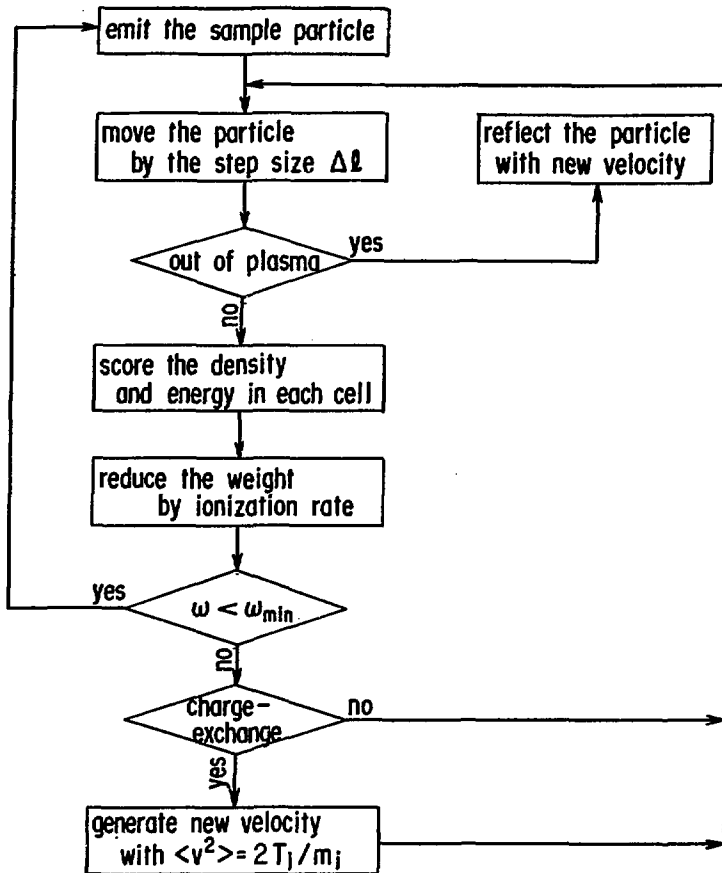 emit the sample particle
move the particle
by the step size Δℓ
reflect the particle
with new velocity
out of plasma
yes
no
score the density
and energy in each cell
reduce the weight
by ionization rate
yes
ω < ω_min
no
charge-
exchange
no
yes
generate new velocity
with <v²> = 2Tᵢ/mᵢ